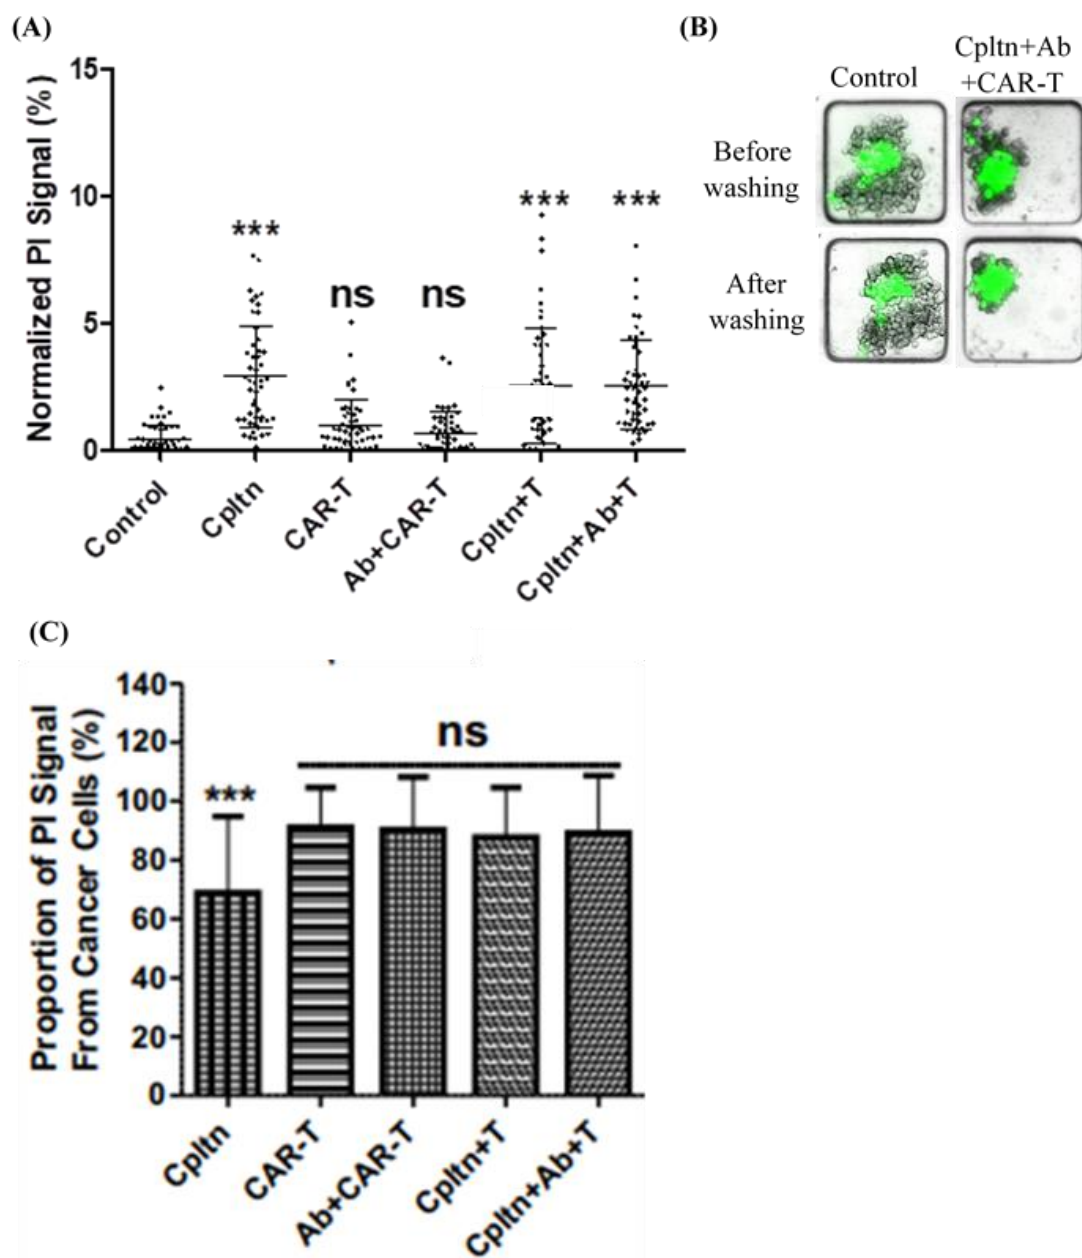 (A)
Normalized PI Signal (%)
15
10
5
0
***
ns
ns
***
***
Control
Cpltn
CAR-T
Ab+CAR-T
Cpltn+T
Cpltn+Ab+T
(B)
Control
Cpltn+Ab
+CAR-T
Before
washing
After
washing
(C)
Proportion of PI Signal
From Cancer Cells (%)
140
120
100
80
60
40
20
0
***
ns
Cpltn
CAR-T
Ab+CAR-T
Cpltn+T
Cpltn+Ab+T